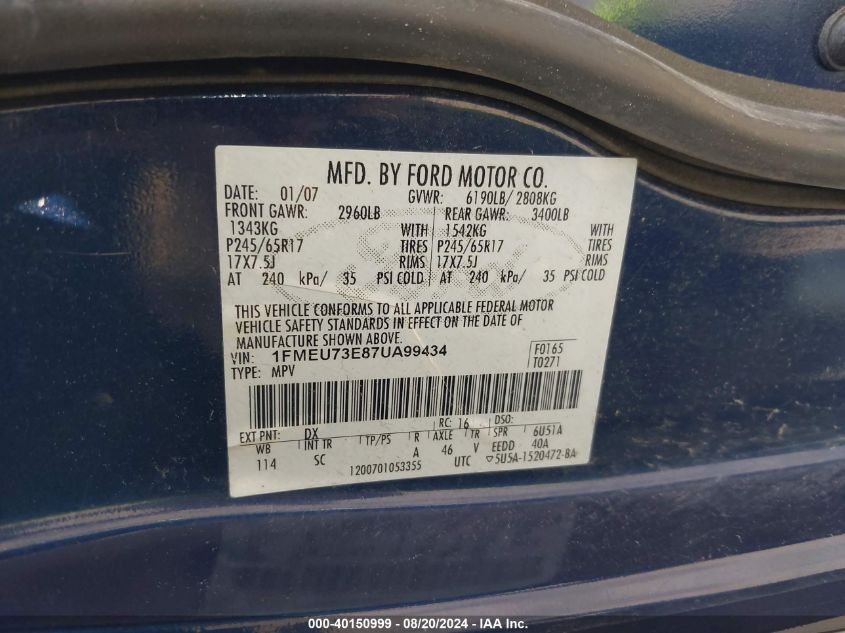 MFD. BY FORD MOTOR CO.
DATE: 01/07 GVWR: 6190LB/ 2808KG
FRONT GAWR: 2960LB REAR GAWR: 3400LB
1343KG WITH 1542KG WITH
P245/65R17 TIRES P245/65R17 TIRES
17X7.5J RIMS 17X7.5J RIMS
AT 240 kPa/ 35 PSI COLD AT 240 kPa/ 35 PSI COLD
THIS VEHICLE CONFORMS TO ALL APPLICABLE FEDERAL MOTOR
VEHICLE SAFETY STANDARDS IN EFFECT ON THE DATE OF
MANUFACTURE SHOWN ABOVE.
VIN: 1FMEU73E87UA99434 F0165
TYPE: MPV T0271
RC: 16 DSO:
EXT PNT: DX 6U51A
WB INT TR TP/PS R AXLE TR SPR 40A
114 SC A 46 V EEDD
1200701053355 UTC ▽5U5A-1520472-BA
000-40150999 - 08/20/2024 - IAAI.com